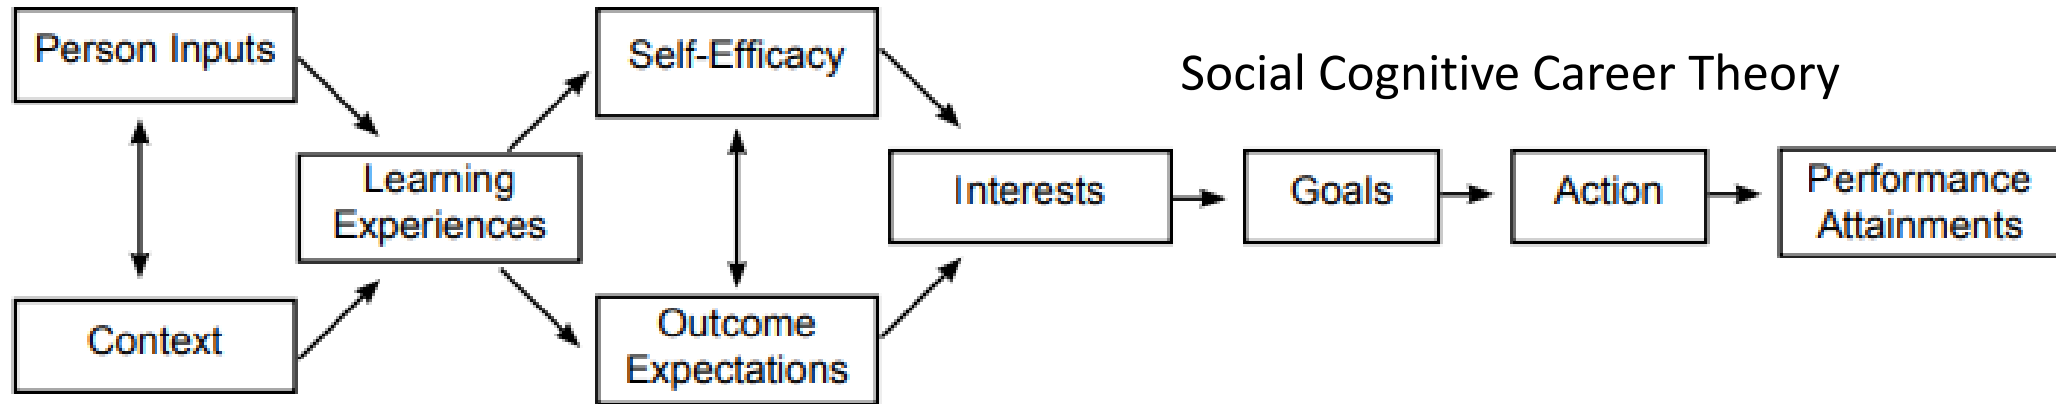 Person Inputs
Self-Efficacy
Social Cognitive Career Theory
Learning
Experiences
Interests
Goals
Action
Performance
Attainments
Context
Outcome
Expectations